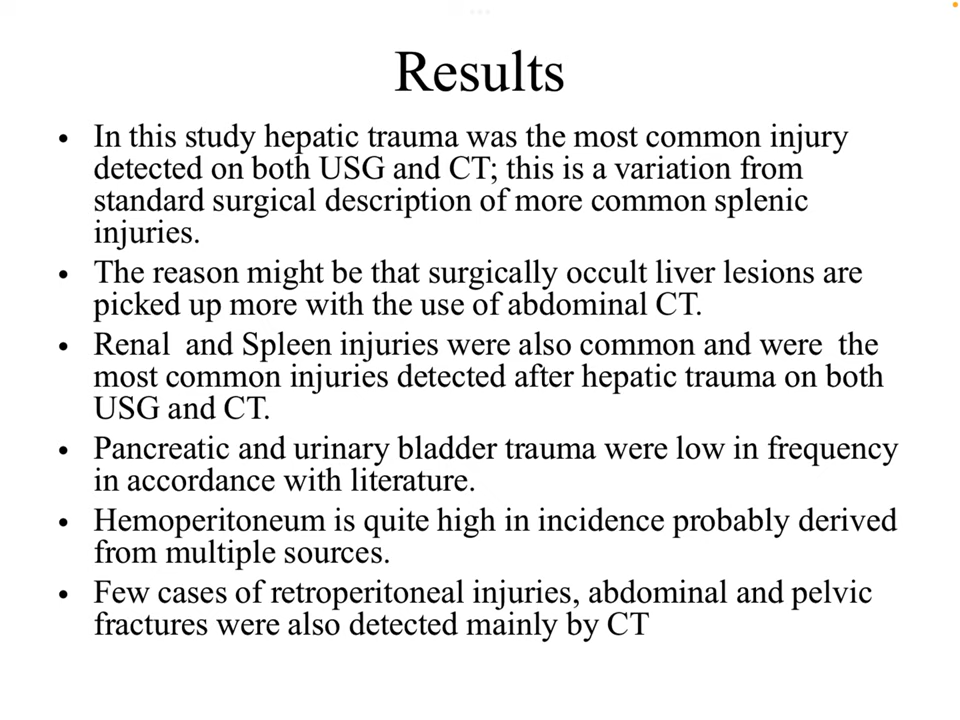 Results
• In this study hepatic trauma was the most common injury
detected on both USG and CT; this is a variation from
standard surgical description of more common splenic
injuries.
• The reason might be that surgically occult liver lesions are
picked up more with the use of abdominal CT.
• Renal  and Spleen injuries were also common and were  the
most common injuries detected after hepatic trauma on both
USG and CT.
• Pancreatic and urinary bladder trauma were low in frequency
in accordance with literature.
• Hemoperitoneum is quite high in incidence probably derived
from multiple sources.
• Few cases of retroperitoneal injuries, abdominal and pelvic
fractures were also detected mainly by CT